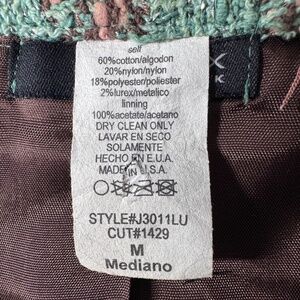 self
60%cotton/algodon
20%nylon/nylon
18%polyester/poliester
2%lurex/metalico
linning
100%acetate/acetano
DRY CLEAN ONLY
LAVAR EN SECO
SOLAMENTE
HECHO EN E.U.A.
MADE IN U.S.A.
STYLE#J3011LU
CUT#1429
M
Mediano
X
K